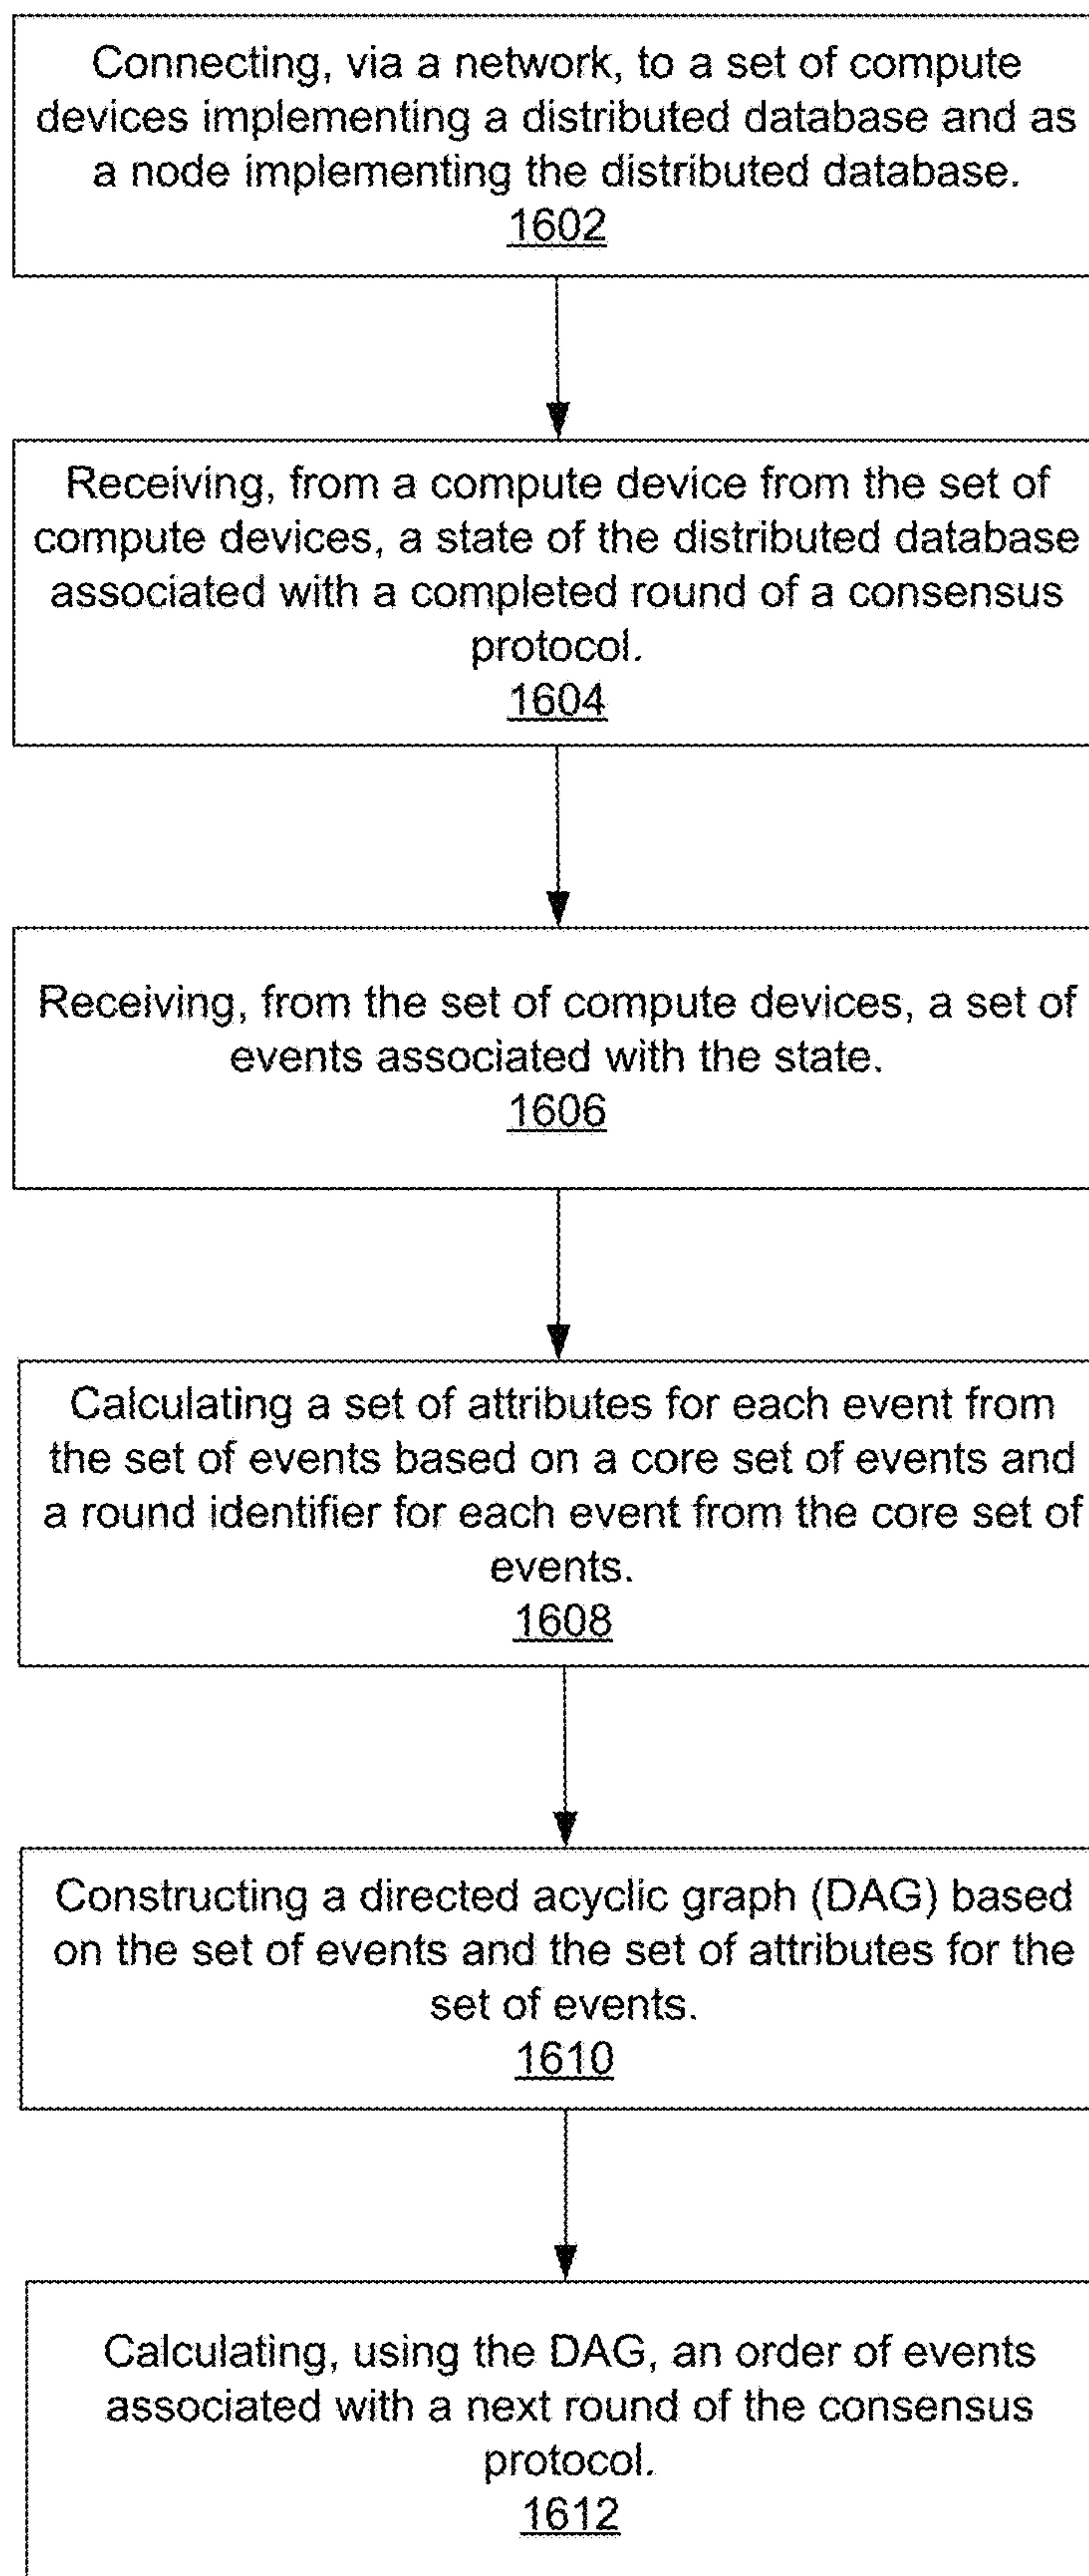 Connecting, via a network, to a set of compute
devices implementing a distributed database and as
a node implementing the distributed database.
1602
Receiving, from a compute device from the set of
compute devices, a state of the distributed database
associated with a completed round of a consensus
protocol.
1604
Receiving, from the set of compute devices, a set of
events associated with the state.
1606
Calculating a set of attributes for each event from
the set of events based on a core set of events and
a round identifier for each event from the core set of
events.
1608
Constructing a directed acyclic graph (DAG) based
on the set of events and the set of attributes for the
set of events.
1610
Calculating, using the DAG, an order of events
associated with a next round of the consensus
protocol.
1612